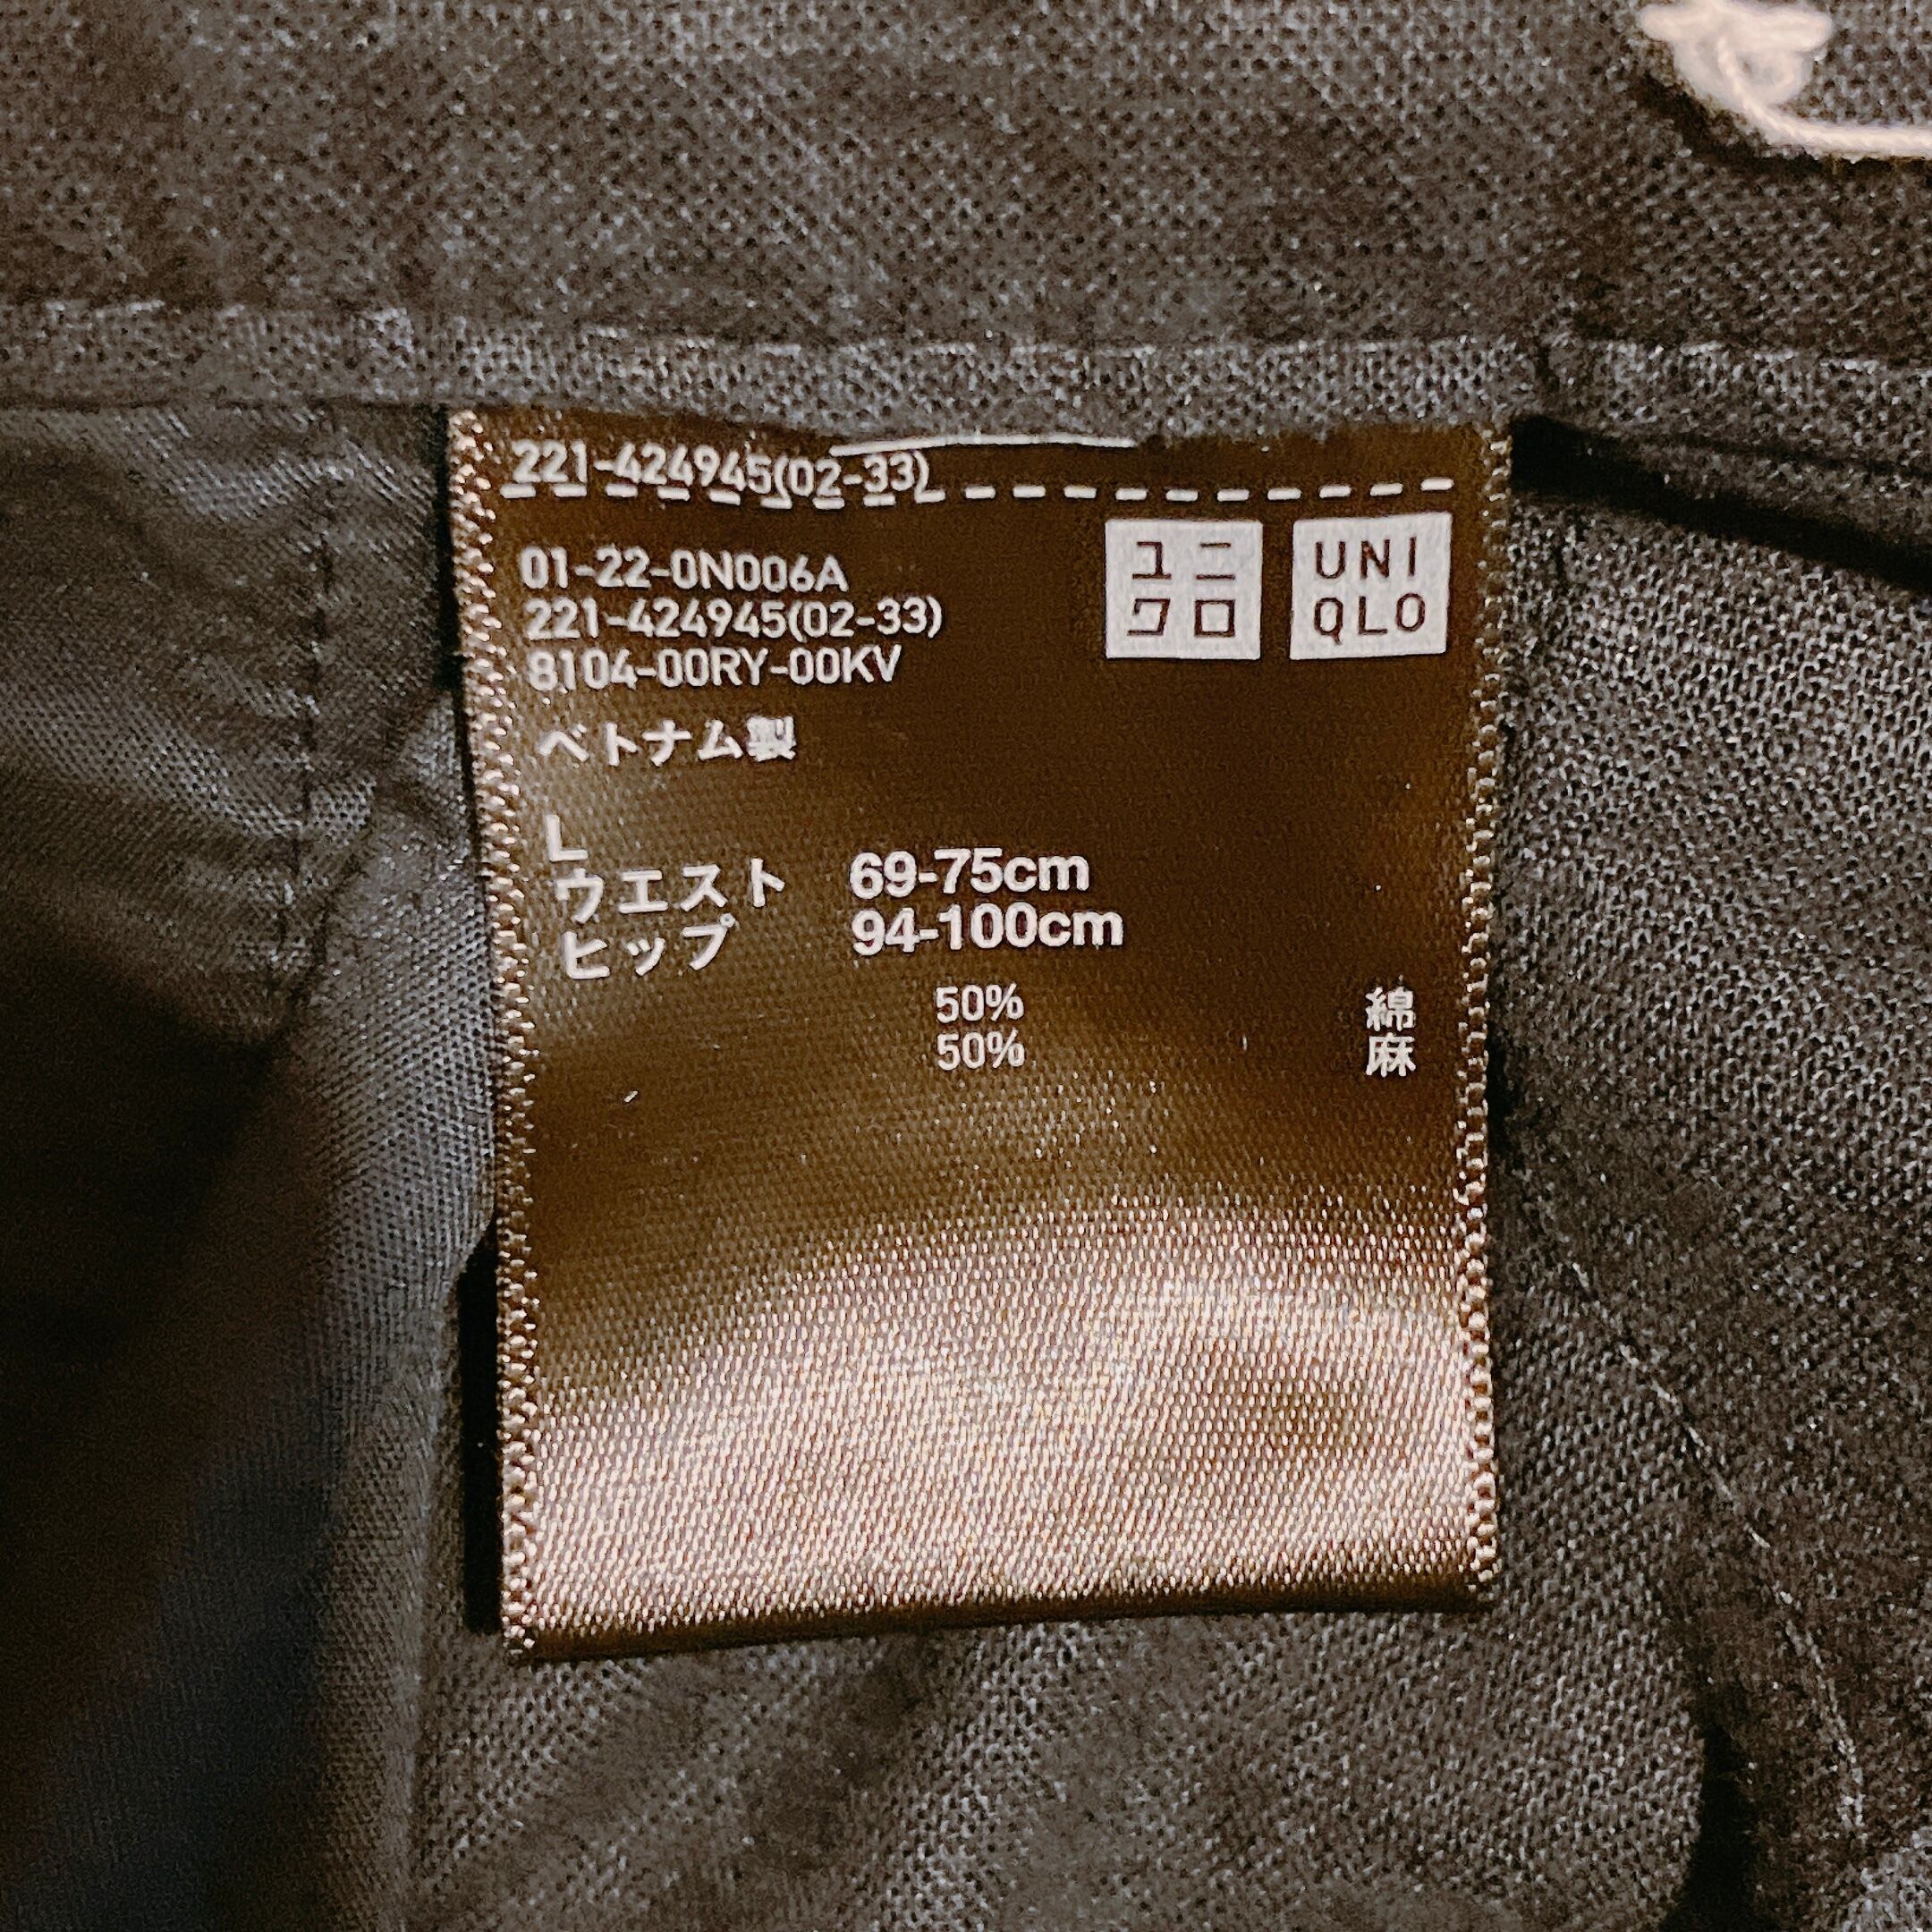 221-424945(02-33)
ユニ
クロ
UNI
QLO
01-22-0N006A
221-424945(02-33)
8104-00RY-00KV
ベトナム製
L
ウエスト 69-75cm
ヒップ 94-100cm
50% 綿
50% 麻